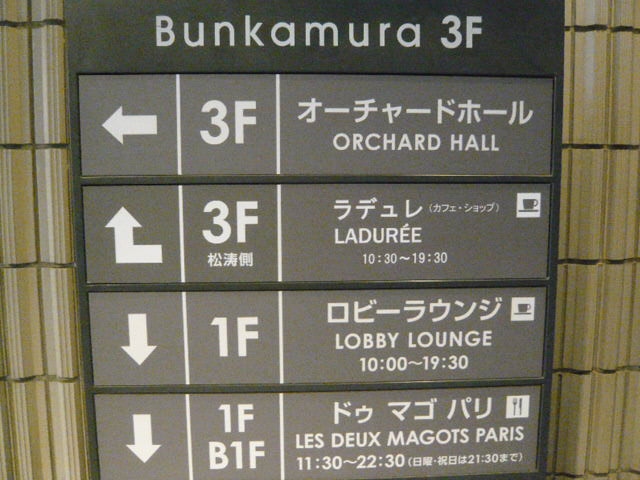 Bunkamura 3F
3F オーチャードホール
ORCHARD HALL
3F ラデュレ (カフェ・ショップ)
松涛側 LADURÉE
10:30〜19:30
1F ロビーラウンジ
LOBBY LOUNGE
10:00〜19:30
1F ドゥ マゴ パリ
B1F LES DEUX MAGOTS PARIS
11:30〜22:30 (日曜・祝日は21:30まで)